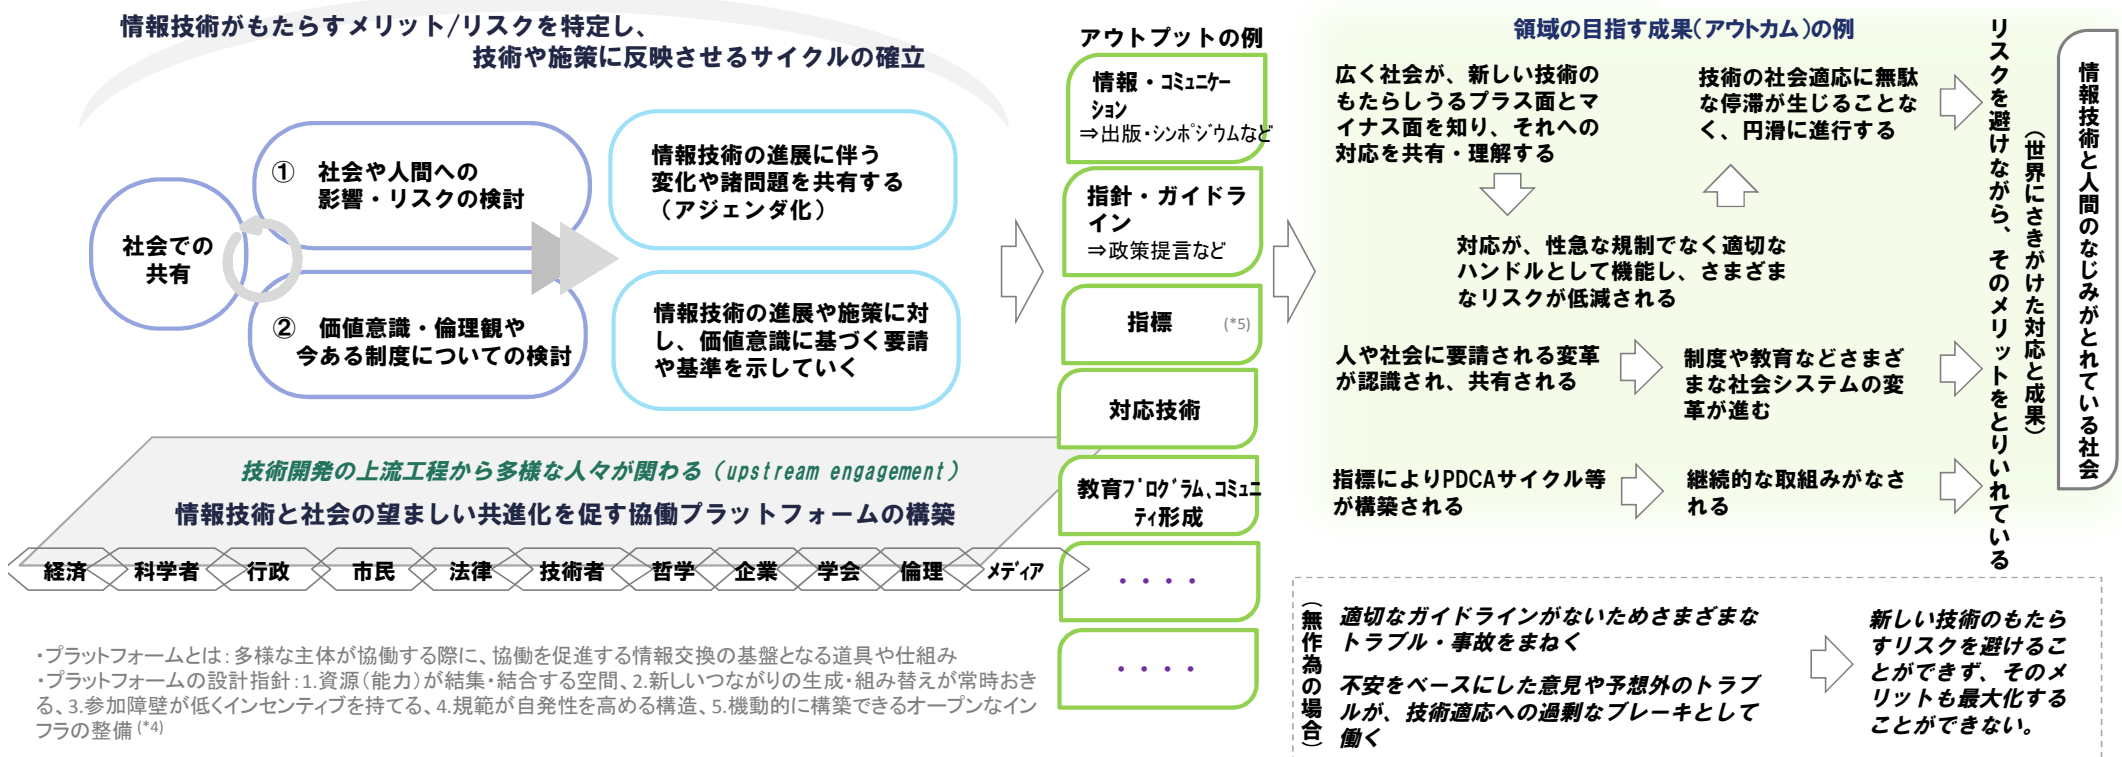 情報技術がもたらすメリット/リスクを特定し、
技術や施策に反映させるサイクルの確立
社会での
共有
① 社会や人間への
影響・リスクの検討
② 価値意識・倫理観や
今ある制度についての検討
情報技術の進展に伴う
変化や諸問題を共有する
（アジェンダ化）
情報技術の進展や施策に対
し、価値意識に基づく要請
や基準を示していく
技術開発の上流工程から多様な人々が関わる（upstream engagement）
情報技術と社会の望ましい共進化を促す協働プラットフォームの構築
経済
科学者
行政
市民
法律
技術者
哲学
企業
学会
倫理
メディア
・プラットフォームとは：多様な主体が協働する際に、協働を促進する情報交換の基盤となる道具や仕組み
・プラットフォームの設計指針：1.資源（能力）が結集・結合する空間、2.新しいつながりの生成・組み替えが常時おき
る、3.参加障壁が低くインセンティブを持てる、4.規範が自発性を高める構造、5.機動的に構築できるオープンなイン
フラの整備 (*4)
アウトプットの例
情報・コミュニケー
ション
⇒出版・シンポジウムなど
指針・ガイドラ
イン
⇒政策提言など
指標 (*5)
対応技術
教育プログラム、コミュニ
ティ形成
・・・・
・・・・
領域の目指す成果（アウトカム）の例
広く社会が、新しい技術の
もたらしうるプラス面とマ
イナス面を知り、それへの
対応を共有・理解する
技術の社会適応に無駄
な停滞が生じることな
く、円滑に進行する
対応が、性急な規制でなく適切な
ハンドルとして機能し、さまざま
なリスクが低減される
人や社会に要請される変革
が認識され、共有される
制度や教育などさまざ
まな社会システムの変
革が進む
指標によりPDCAサイクル等
が構築される
継続的な取組みがなさ
れる
リスクを避けながら、そのメリットをとりいれている
（世界にさきがけた対応と成果）
情報技術と人間のなじみがとれている社会
（無作為の場合）
適切なガイドラインがないためさまざまな
トラブル・事故をまねく
不安をベースにした意見や予想外のトラブ
ルが、技術適応への過剰なブレーキとして
働く
新しい技術のもたら
すリスクを避けるこ
とができず、そのメ
リットも最大化する
ことができない。